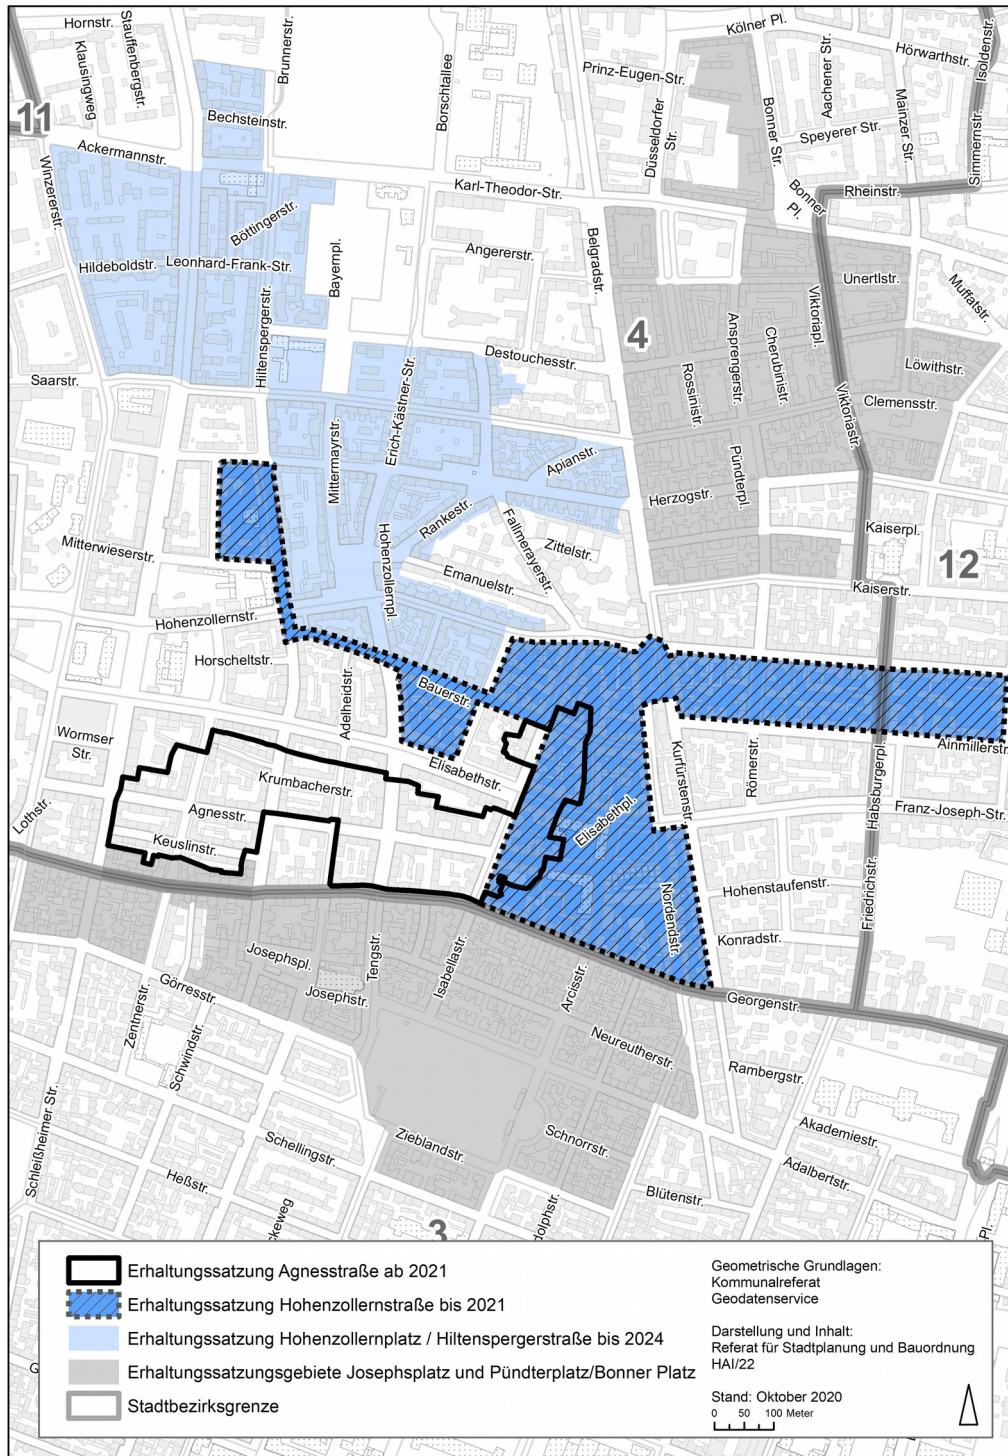 Hornstr.
Stauffenbergstr.
Klausingweg
Brunnerstr.
Borschtallee
Kölner Pl.
Hörwarthstr.
Isoldenstr.
Prinz-Eugen-Str.
Düsseldorfer
Str.
Bonner Str.
Aachener Str.
Mainzer Str.
Speyerer Str.
Simmernstr.
11
Bechsteinstr.
Ackermannstr.
Winzererstr.
Karl-Theodor-Str.
Bonner
Pl.
Rheinstr.
Böttingerstr.
Hildeboldstr.
Leonhard-Frank-Str.
Bayernpl.
Angererstr.
Belgradstr.
Unertlstr.
Muffatstr.
Viktoriapl.
Hiltenspergerstr.
4
Destouchesstr.
Ansprengerstr.
Cherubinistr.
Rossinistr.
Löwithstr.
Saarstr.
Erich-Kästner-Str.
Mittermayrstr.
Clemensstr.
Viktoriastr.
Apianstr.
Pündterpl.
Herzogstr.
Rankestr.
Fallmerayerstr.
Zittelstr.
Kaiserpl.
Mitterwieserstr.
Hohenzollernpl.
Emanuelstr.
12
Kaiserstr.
Hohenzollernstr.
Horscheltstr.
Adelheidstr.
Bauerstr.
Wormser
Str.
Elisabethstr.
Kurfürstenstr.
Römerstr.
Habsburgerpl.
Ainmillerstr.
Krumbacherstr.
Agnesstr.
Lothstr.
Keuslinstr.
Elisabethpl.
Franz-Joseph-Str.
Hohenstaufenstr.
Nordendstr.
Friedrichstr.
Konradstr.
Josephspl.
Tengstr.
Isabellastr.
Josephstr.
Arcisstr.
Georgenstr.
Görresstr.
Zentnerstr.
Schwindstr.
Neureutherstr.
Rambergstr.
Schleißheimer Str.
Schellingstr.
Zieblandstr.
Schnorrstr.
Akademiestr.
Adalbertstr.
Heßstr.
Blütenstr.
ckeweg
dolphstr.
-Pl.
3
G
Erhaltungssatzung Agnesstraße ab 2021
Erhaltungssatzung Hohenzollernstraße bis 2021
Erhaltungssatzung Hohenzollernplatz / Hiltenspergerstraße bis 2024
Erhaltungssatzungsgebiete Josephsplatz und Pündterplatz/Bonner Platz
Stadtbezirksgrenze
Geometrische Grundlagen:
Kommunalreferat
Geodatenservice
Darstellung und Inhalt:
Referat für Stadtplanung und Bauordnung
HAI/22
Stand: Oktober 2020
0 50 100 Meter